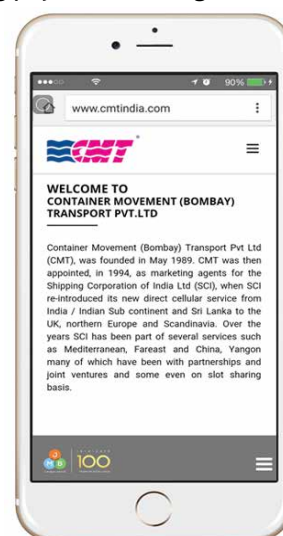 90%
www.cmtindia.com
CMT
WELCOME TO
CONTAINER MOVEMENT (BOMBAY)
TRANSPORT PVT.LTD
Container Movement (Bombay) Transport Pvt Ltd
(CMT), was founded in May 1989. CMT was then
appointed, in 1994, as marketing agents for the
Shipping Corporation of India Ltd (SCI), when SCI
re-introduced its new direct cellular service from
India / Indian Sub continent and Sri Lanka to the
UK, northern Europe and Scandinavia. Over the
years SCI has been part of several services such
as Mediterranean, Fareast and China, Yangon
many of which have been with partnerships and
joint ventures and some even on slot sharing
basis.
J M B
100